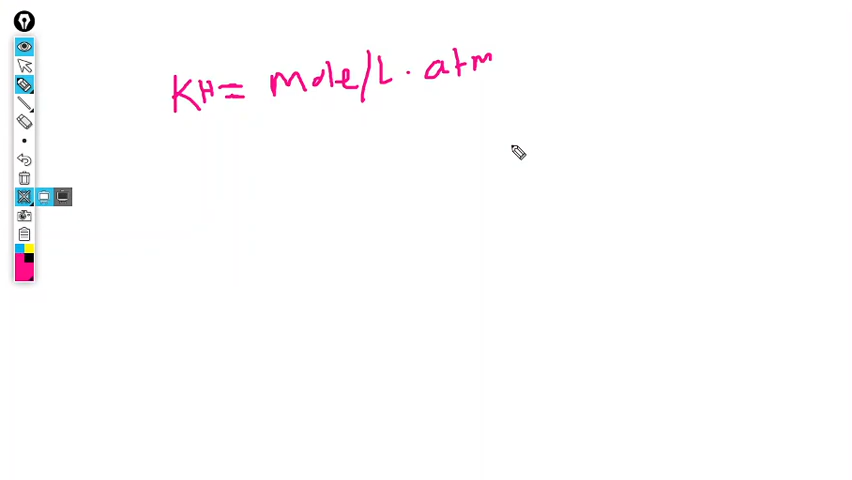 KH= mole/L . atm